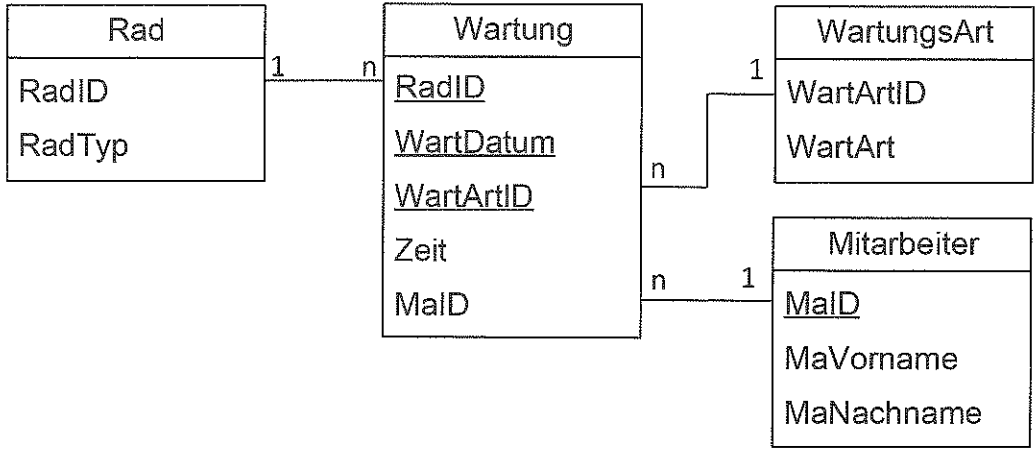 Rad
RadID
RadTyp
1
n
Wartung
RadID
WartDatum
WartArtID
Zeit
MaID
n
1
WartungsArt
WartArtID
WartArt
n
1
Mitarbeiter
MaID
MaVorname
MaNachname